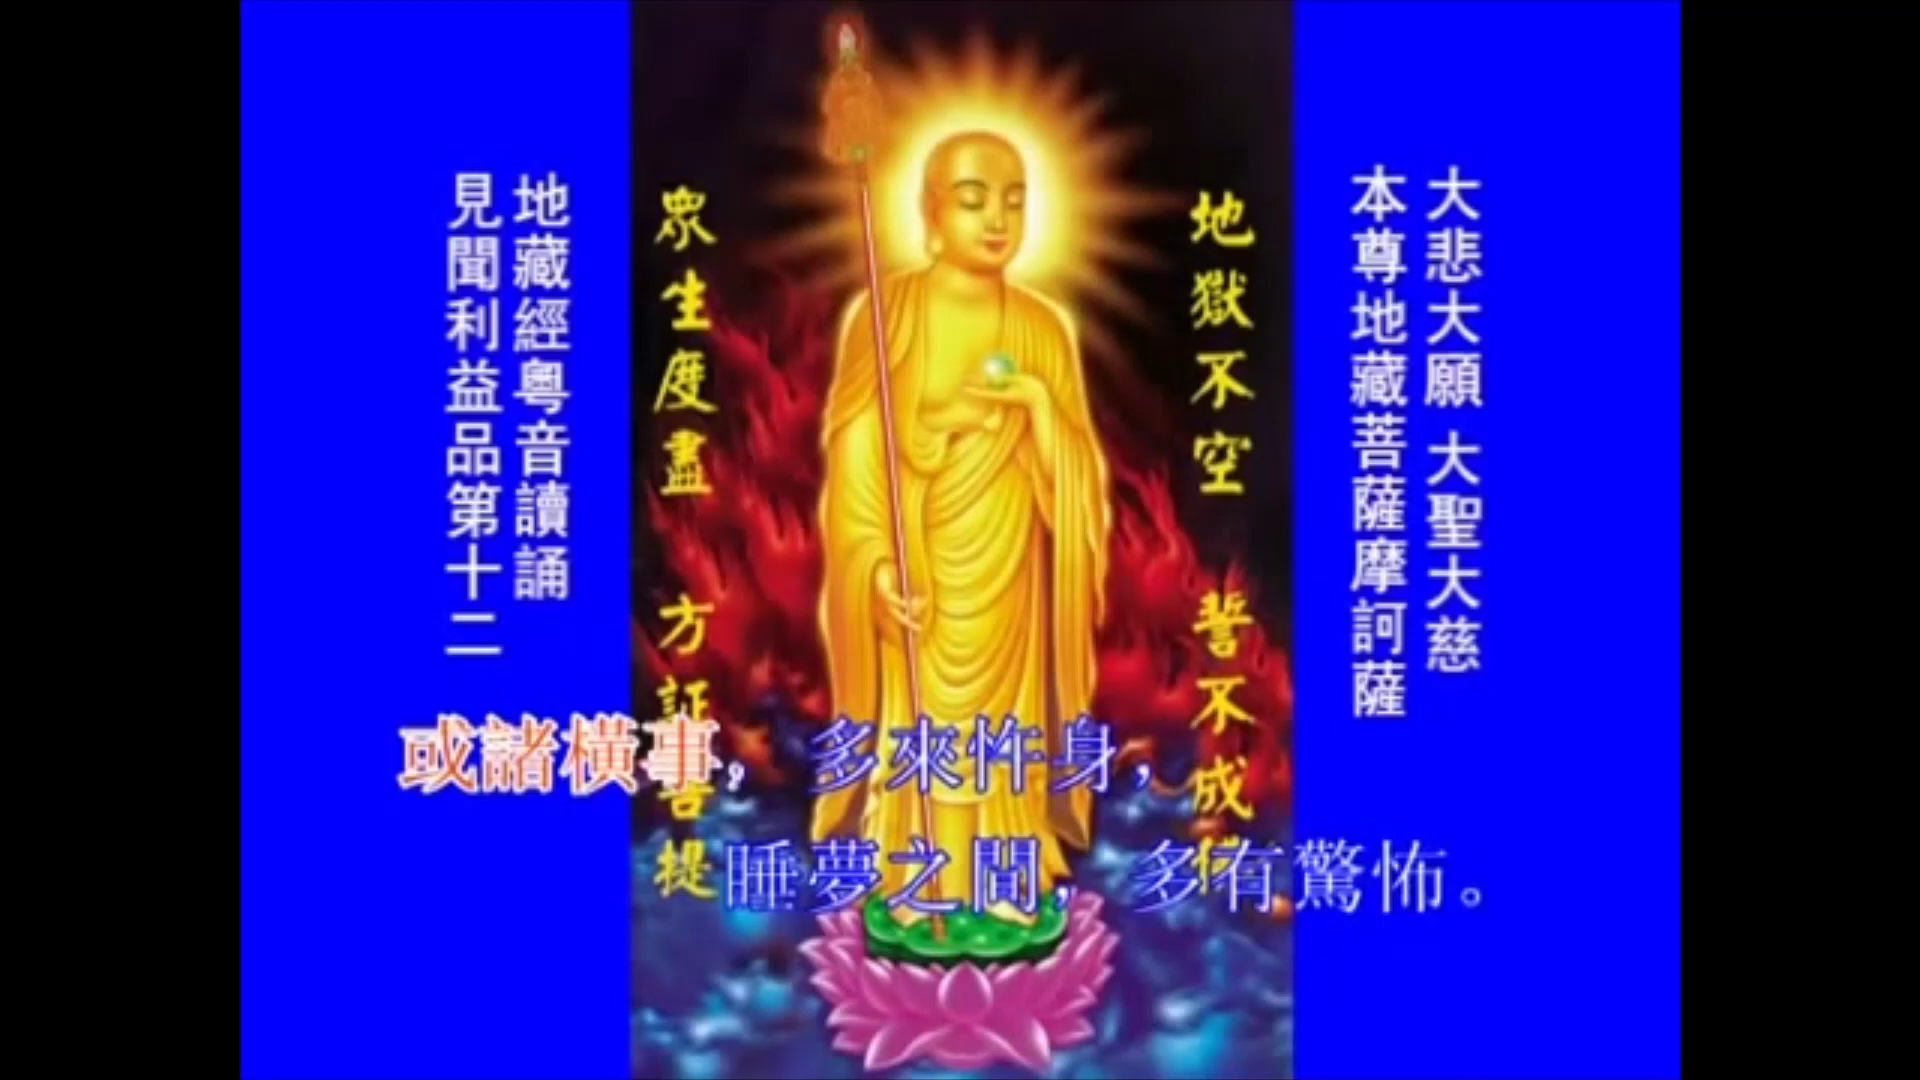 大悲大願 大聖大慈
本尊地藏菩薩摩訶薩
地獄不空 誓不成佛
眾生度盡 方証菩提
地藏經粵音讀誦
見聞利益品第十二
或諸橫事，多來忤身，
睡夢之間，多有驚怖。